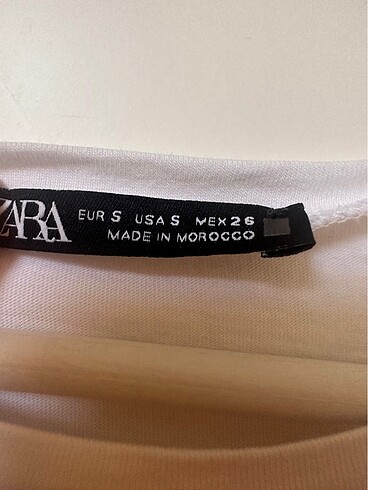 ZARA
EUR S USA S MEX 26
MADE IN MOROCCO